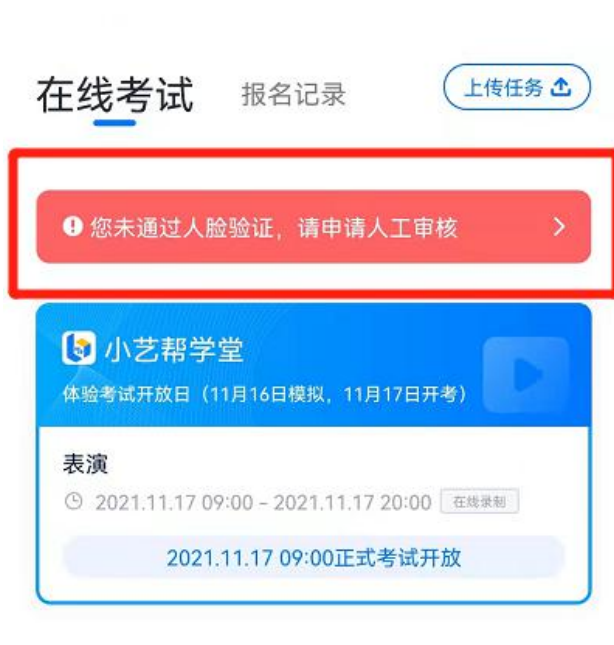 在线考试
报名记录
上传任务
您未通过人脸验证，请申请人工审核
小艺帮学堂
体验考试开放日（11月16日模拟，11月17日开考）
表演
2021.11.17 09:00 - 2021.11.17 20:00 在线录制
2021.11.17 09:00正式考试开放